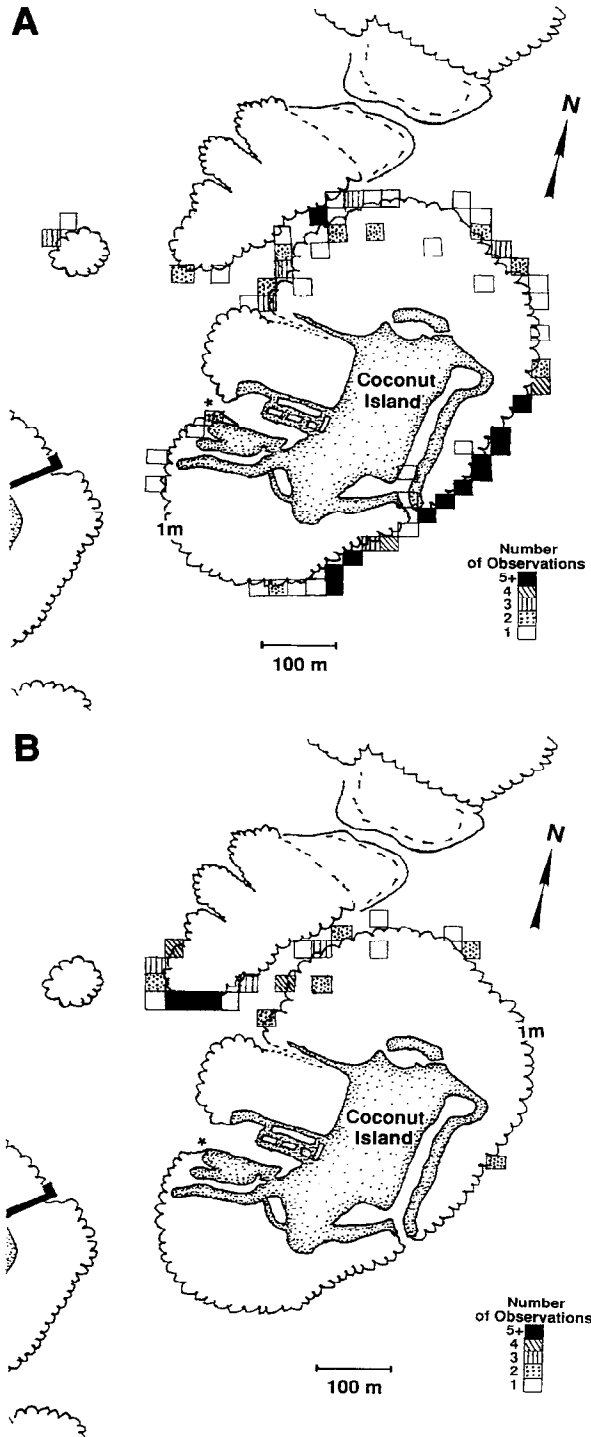 A
N
Coconut
Island
*
1m
Number
of Observations
5+
4
3
2
1
100 m
B
N
1m
Coconut
Island
*
Number
of Observations
5+
4
3
2
1
100 m